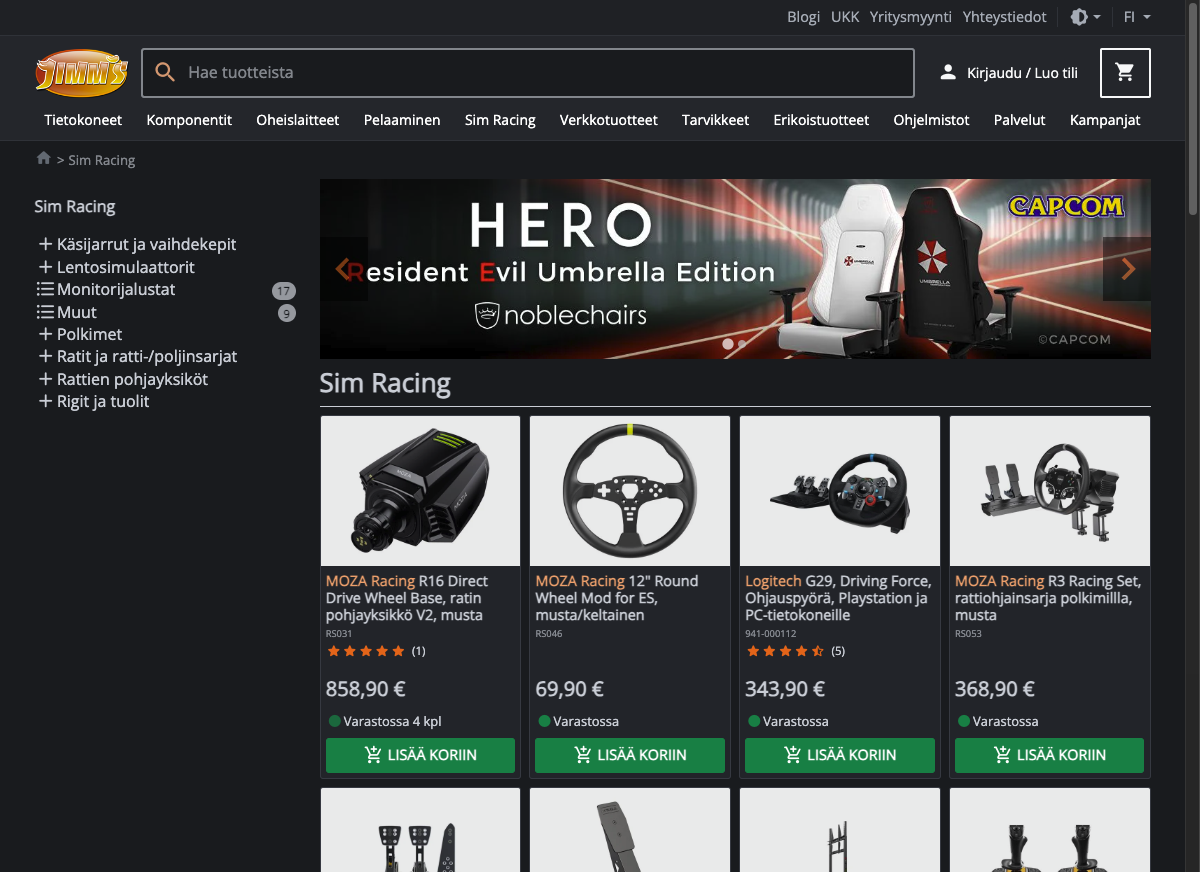 Blogi UKK Yritysmyynti Yhteystiedot FI
JIMM'S
Hae tuotteista
Kirjaudu / Luo tili
Tietokoneet Komponentit Oheislaitteet Pelaaminen Sim Racing Verkkotuotteet Tarvikkeet Erikoistuotteet Ohjelmistot Palvelut Kampanjat
> Sim Racing
Sim Racing
Käsijarrut ja vaihdekepit
Lentosimulaattorit
Monitorijalustat 17
Muut 9
Polkimet
Ratit ja ratti-/poljinsarjat
Rattien pohjayksiköt
Rigit ja tuolit
HERO
Resident Evil Umbrella Edition
noblechairs
CAPCOM
UMBRELLA
©CAPCOM
Sim Racing
MOZA Racing R16 Direct
Drive Wheel Base, ratin
pohjayksikkö V2, musta
RS031
(1)
858,90 €
Varastossa 4 kpl
LISÄÄ KORIIN
MOZA Racing 12" Round
Wheel Mod for ES,
musta/keltainen
RS046
69,90 €
Varastossa
LISÄÄ KORIIN
Logitech G29, Driving Force,
Ohjauspyörä, Playstation ja
PC-tietokoneille
941-000112
(5)
343,90 €
Varastossa
LISÄÄ KORIIN
MOZA Racing R3 Racing Set,
rattiohjainsarja polkimillla,
musta
RS053
368,90 €
Varastossa
LISÄÄ KORIIN